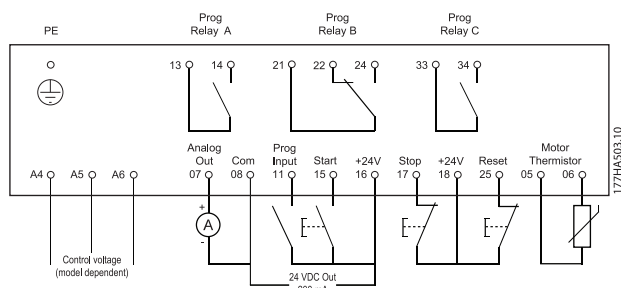 PE
Prog
Relay A
Prog
Relay B
Prog
Relay C
13 14 21 22 24 33 34
Analog
Out Com
Prog
Input Start +24V Stop +24V Reset
Motor
Thermistor
A4 A5 A6 07 08 11 15 16 17 18 25 05 06
+
A
-
Control voltage
(model dependent)
24 VDC Out
177HA503.10